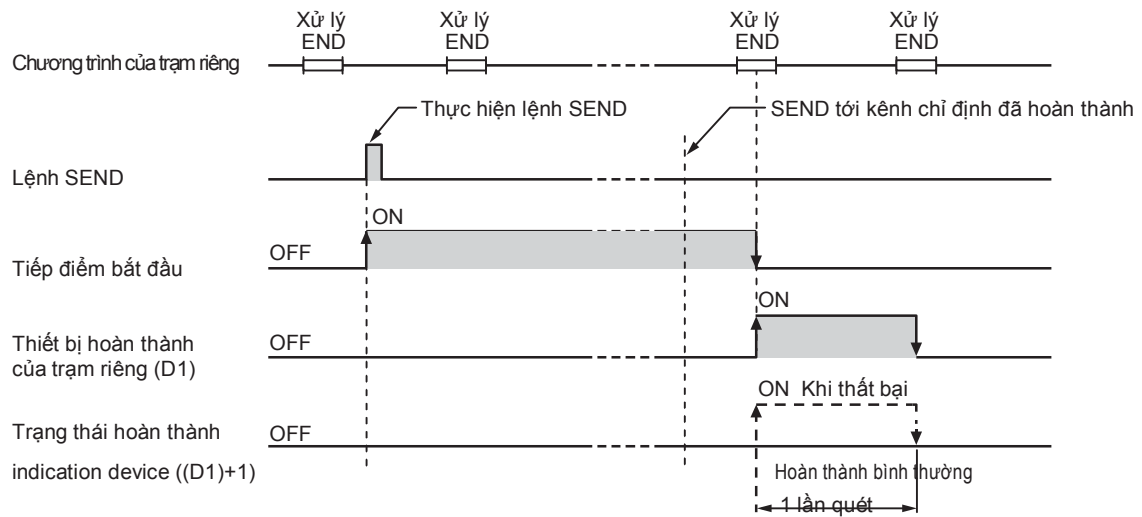 Xử lý
END
Xử lý
END
Xử lý
END
Xử lý
END
Chương trình của trạm riêng
Thực hiện lệnh SEND
SEND tới kênh chỉ định đã hoàn thành
Lệnh SEND
ON
OFF
Tiếp điểm bắt đầu
ON
OFF
Thiết bị hoàn thành
của trạm riêng (D1)
ON Khi thất bại
OFF
Trạng thái hoàn thành
indication device ((D1)+1)
Hoàn thành bình thường
1 lần quét